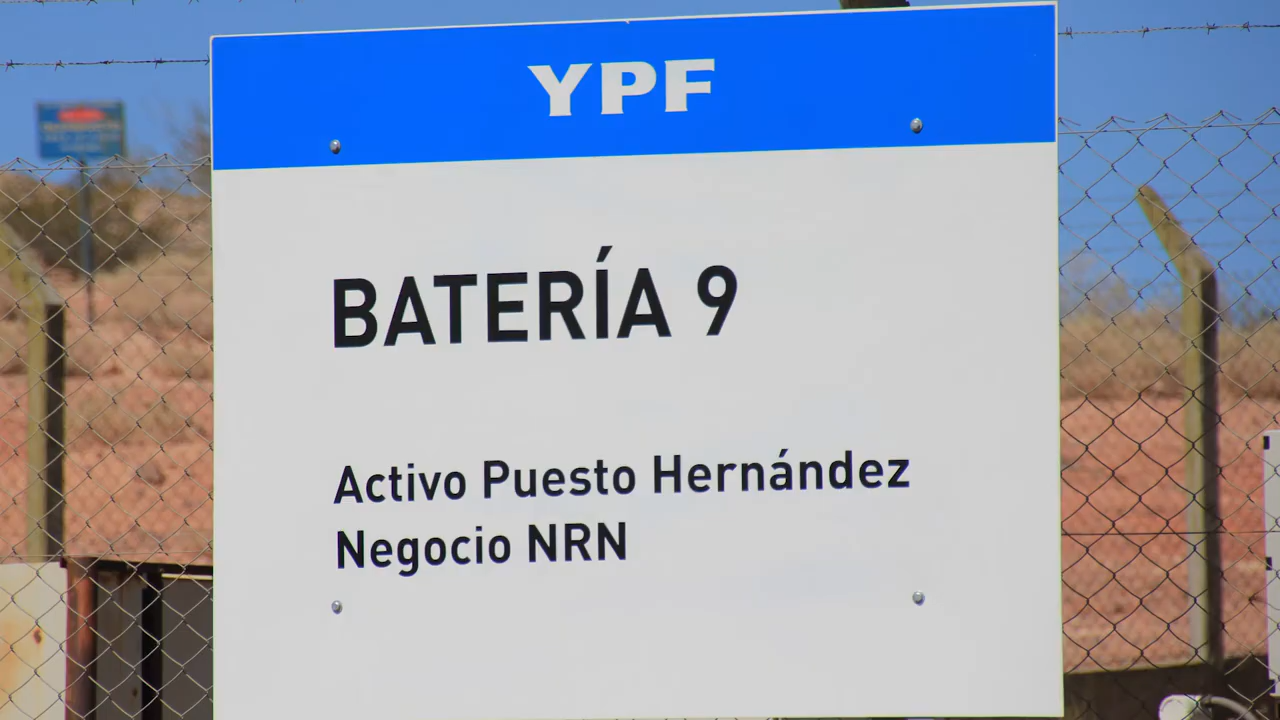 YPF
BATERÍA 9
Activo Puesto Hernández
Negocio NRN